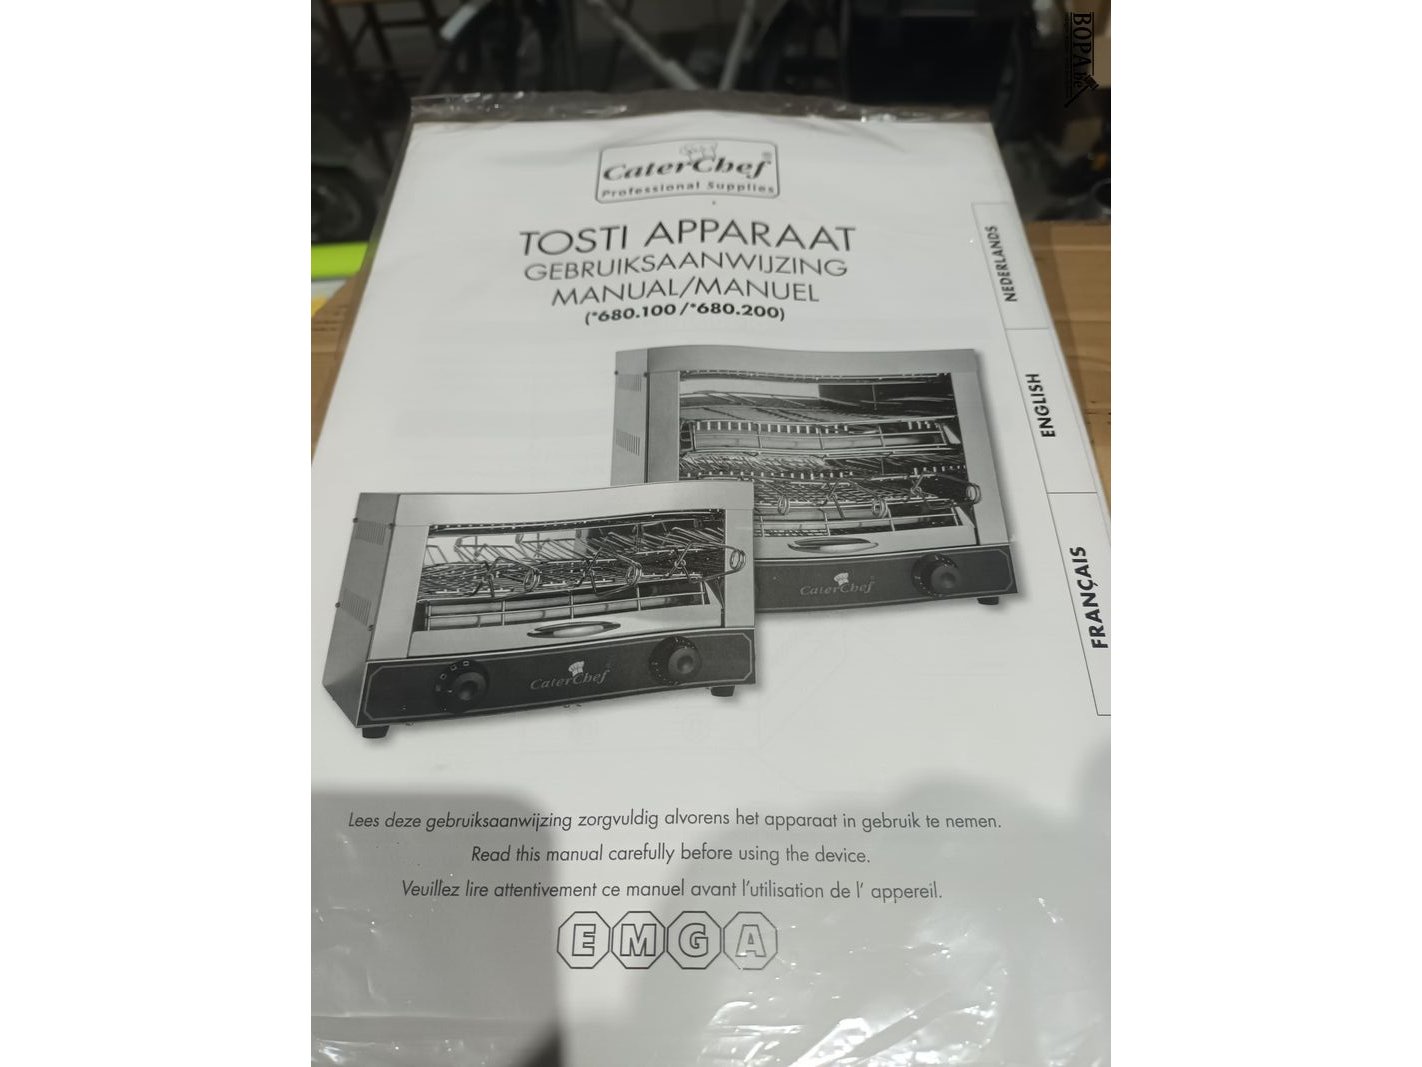 BOPA.BE
CaterChef
Professional Supplies
TOSTI APPARAAT
GEBRUIKSAANWIJZING
MANUAL/MANUEL
(*680.100/*680.200)
NEDERLANDS
ENGLISH
FRANÇAIS
CaterChef
CaterChef
Lees deze gebruiksaanwijzing zorgvuldig alvorens het apparaat in gebruik te nemen.
Read this manual carefully before using the device.
Veuillez lire attentivement ce manuel avant l'utilisation de l' appereil.
EMGA